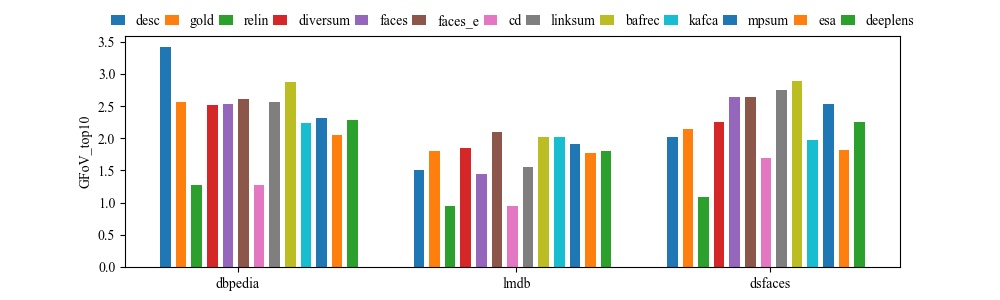 desc gold relin diversum faces faces_e cd linksum bafrec kafca mpsum esa deeplens
GFoV_top10
3.5
3.0
2.5
2.0
1.5
1.0
0.5
0.0
dbpedia lmdb dsfaces